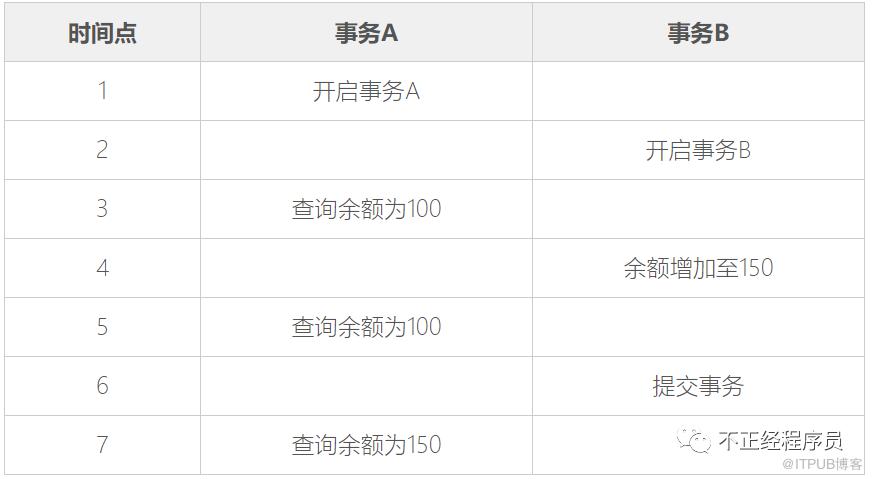 时间点 事务A 事务B
1 开启事务A
2 开启事务B
3 查询余额为100
4 余额增加至150
5 查询余额为100
6 提交事务
7 查询余额为150
不正经程序员
@ITPUB博客